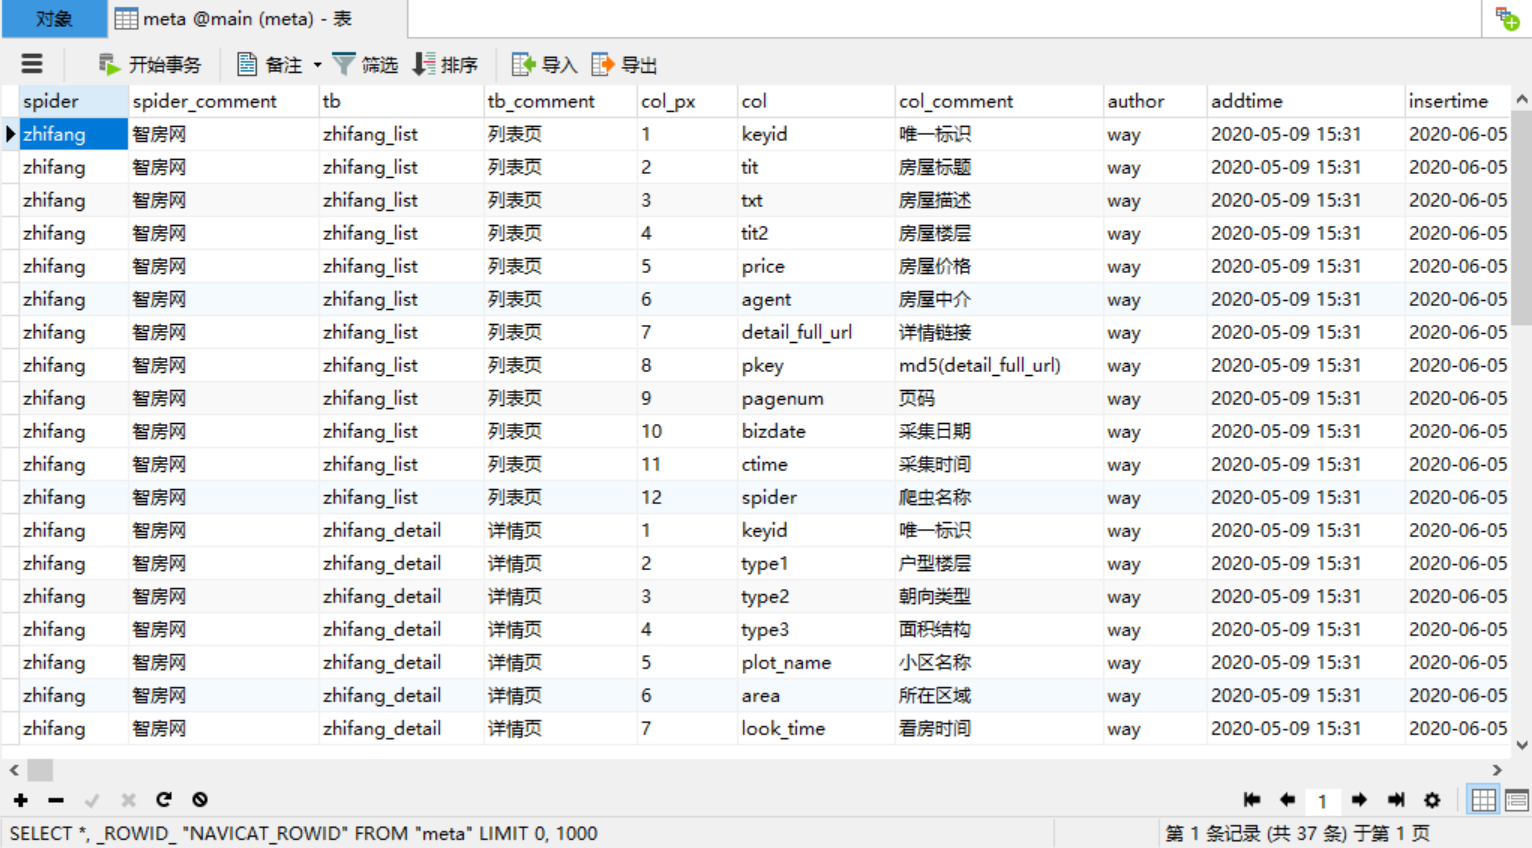 对象 meta @main (meta) - 表
开始事务 备注 筛选 排序 导入 导出
spider spider_comment tb tb_comment col_px col col_comment author addtime insertime
zhifang 智房网 zhifang_list 列表页 1 keyid 唯一标识 way 2020-05-09 15:31 2020-06-05
zhifang 智房网 zhifang_list 列表页 2 tit 房屋标题 way 2020-05-09 15:31 2020-06-05
zhifang 智房网 zhifang_list 列表页 3 txt 房屋描述 way 2020-05-09 15:31 2020-06-05
zhifang 智房网 zhifang_list 列表页 4 tit2 房屋楼层 way 2020-05-09 15:31 2020-06-05
zhifang 智房网 zhifang_list 列表页 5 price 房屋价格 way 2020-05-09 15:31 2020-06-05
zhifang 智房网 zhifang_list 列表页 6 agent 房屋中介 way 2020-05-09 15:31 2020-06-05
zhifang 智房网 zhifang_list 列表页 7 detail_full_url 详情链接 way 2020-05-09 15:31 2020-06-05
zhifang 智房网 zhifang_list 列表页 8 pkey md5(detail_full_url) way 2020-05-09 15:31 2020-06-05
zhifang 智房网 zhifang_list 列表页 9 pagenum 页码 way 2020-05-09 15:31 2020-06-05
zhifang 智房网 zhifang_list 列表页 10 bizdate 采集日期 way 2020-05-09 15:31 2020-06-05
zhifang 智房网 zhifang_list 列表页 11 ctime 采集时间 way 2020-05-09 15:31 2020-06-05
zhifang 智房网 zhifang_list 列表页 12 spider 爬虫名称 way 2020-05-09 15:31 2020-06-05
zhifang 智房网 zhifang_detail 详情页 1 keyid 唯一标识 way 2020-05-09 15:31 2020-06-05
zhifang 智房网 zhifang_detail 详情页 2 type1 户型楼层 way 2020-05-09 15:31 2020-06-05
zhifang 智房网 zhifang_detail 详情页 3 type2 朝向类型 way 2020-05-09 15:31 2020-06-05
zhifang 智房网 zhifang_detail 详情页 4 type3 面积结构 way 2020-05-09 15:31 2020-06-05
zhifang 智房网 zhifang_detail 详情页 5 plot_name 小区名称 way 2020-05-09 15:31 2020-06-05
zhifang 智房网 zhifang_detail 详情页 6 area 所在区域 way 2020-05-09 15:31 2020-06-05
zhifang 智房网 zhifang_detail 详情页 7 look_time 看房时间 way 2020-05-09 15:31 2020-06-05
1
SELECT *, _ROWID_ "NAVICAT_ROWID" FROM "meta" LIMIT 0, 1000 第 1 条记录 (共 37 条) 于第 1 页